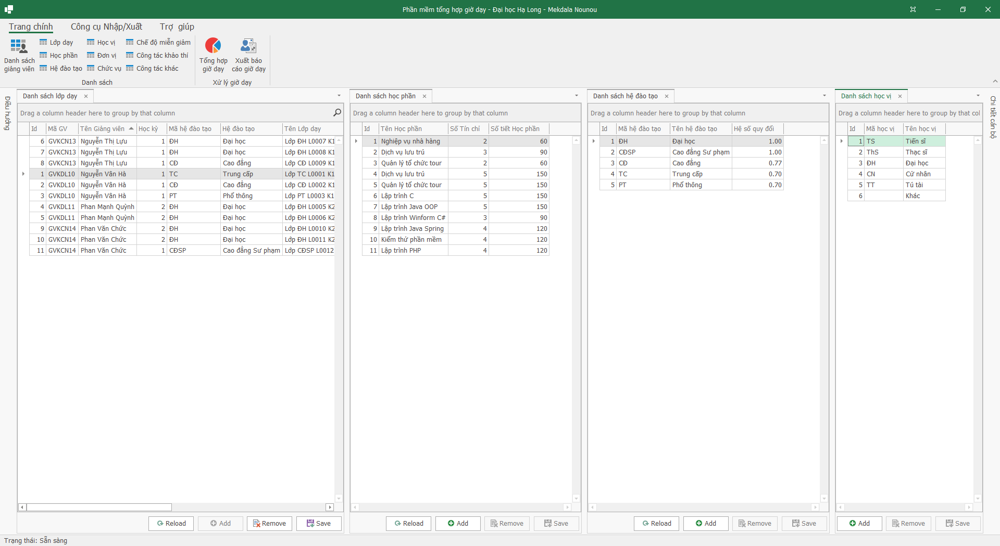 Phần mềm tổng hợp giờ dạy - Đại học Hạ Long - Mekdala Nounou
Trang chính Công cụ Nhập/Xuất Trợ giúp
Danh sách giảng viên
Lớp dạy Học vị Chế độ miễn giảm
Học phần Đơn vị Công tác khảo thí
Hệ đào tạo Chức vụ Công tác khác
Danh sách
Tổng hợp giờ dạy
Xuất báo cáo giờ dạy
Xử lý giờ dạy
Điều hướng
Danh sách lớp dạy
Drag a column header here to group by that column
Id Mã GV Tên Giảng viên Học kỳ Mã hệ đào tạo Hệ đào tạo Tên Lớp dạy
6 GVKCN13 Nguyễn Thị Lựu 1 ĐH Đại học Lớp ĐH L0007 K1
7 GVKCN13 Nguyễn Thị Lựu 1 ĐH Đại học Lớp ĐH L0008 K1
8 GVKCN13 Nguyễn Thị Lựu 1 CĐ Cao đẳng Lớp CĐ L0009 K1
1 GVKDL10 Nguyễn Vân Hà 1 TC Trung cấp Lớp TC L0001 K1
2 GVKDL10 Nguyễn Vân Hà 1 CĐ Cao đẳng Lớp CĐ L0002 K1
3 GVKDL10 Nguyễn Vân Hà 1 PT Phổ thông Lớp PT L0003 K1
4 GVKDL11 Phan Mạnh Quỳnh 2 ĐH Đại học Lớp ĐH L0005 K2
5 GVKDL11 Phan Mạnh Quỳnh 2 ĐH Đại học Lớp ĐH L0006 K2
9 GVKCN14 Phan Văn Chức 2 ĐH Đại học Lớp ĐH L0010 K2
10 GVKCN14 Phan Văn Chức 2 ĐH Đại học Lớp ĐH L0011 K2
11 GVKCN14 Phan Văn Chức 1 CĐSP Cao đẳng Sư phạm Lớp CĐSP L0012
Reload Add Remove Save
Danh sách học phần
Drag a column header here to group by that column
Id Tên Học phần Số Tín chỉ Số tiết Học phần
1 Nghiệp vụ nhà hàng 2 60
2 Dịch vụ lưu trú 3 90
3 Quản lý tổ chức tour 2 60
4 Dịch vụ lưu trú 5 150
5 Quản lý tổ chức tour 5 150
6 Lập trình C 5 150
7 Lập trình Java OOP 5 150
8 Lập trình Winform C# 3 90
9 Lập trình Java Spring 4 120
10 Kiểm thử phần mềm 4 120
11 Lập trình PHP 4 120
Reload Add Remove Save
Danh sách hệ đào tạo
Drag a column header here to group by that column
Id Mã hệ đào tạo Tên hệ đào tạo Hệ số quy đổi
1 ĐH Đại học 1.00
2 CĐSP Cao đẳng Sư phạm 1.00
3 CĐ Cao đẳng 0.77
4 TC Trung cấp 0.70
5 PT Phổ thông 0.70
Reload Add Remove Save
Danh sách học vị
Drag a column header here to group by that col
Id Mã học vị Tên học vị
1 TS Tiến sĩ
2 ThS Thạc sĩ
3 ĐH Đại học
4 CN Cử nhân
5 TT Tú tài
6 Khác
Add Remove Save
Chi tiết cán bộ
Trạng thái: Sẵn sàng